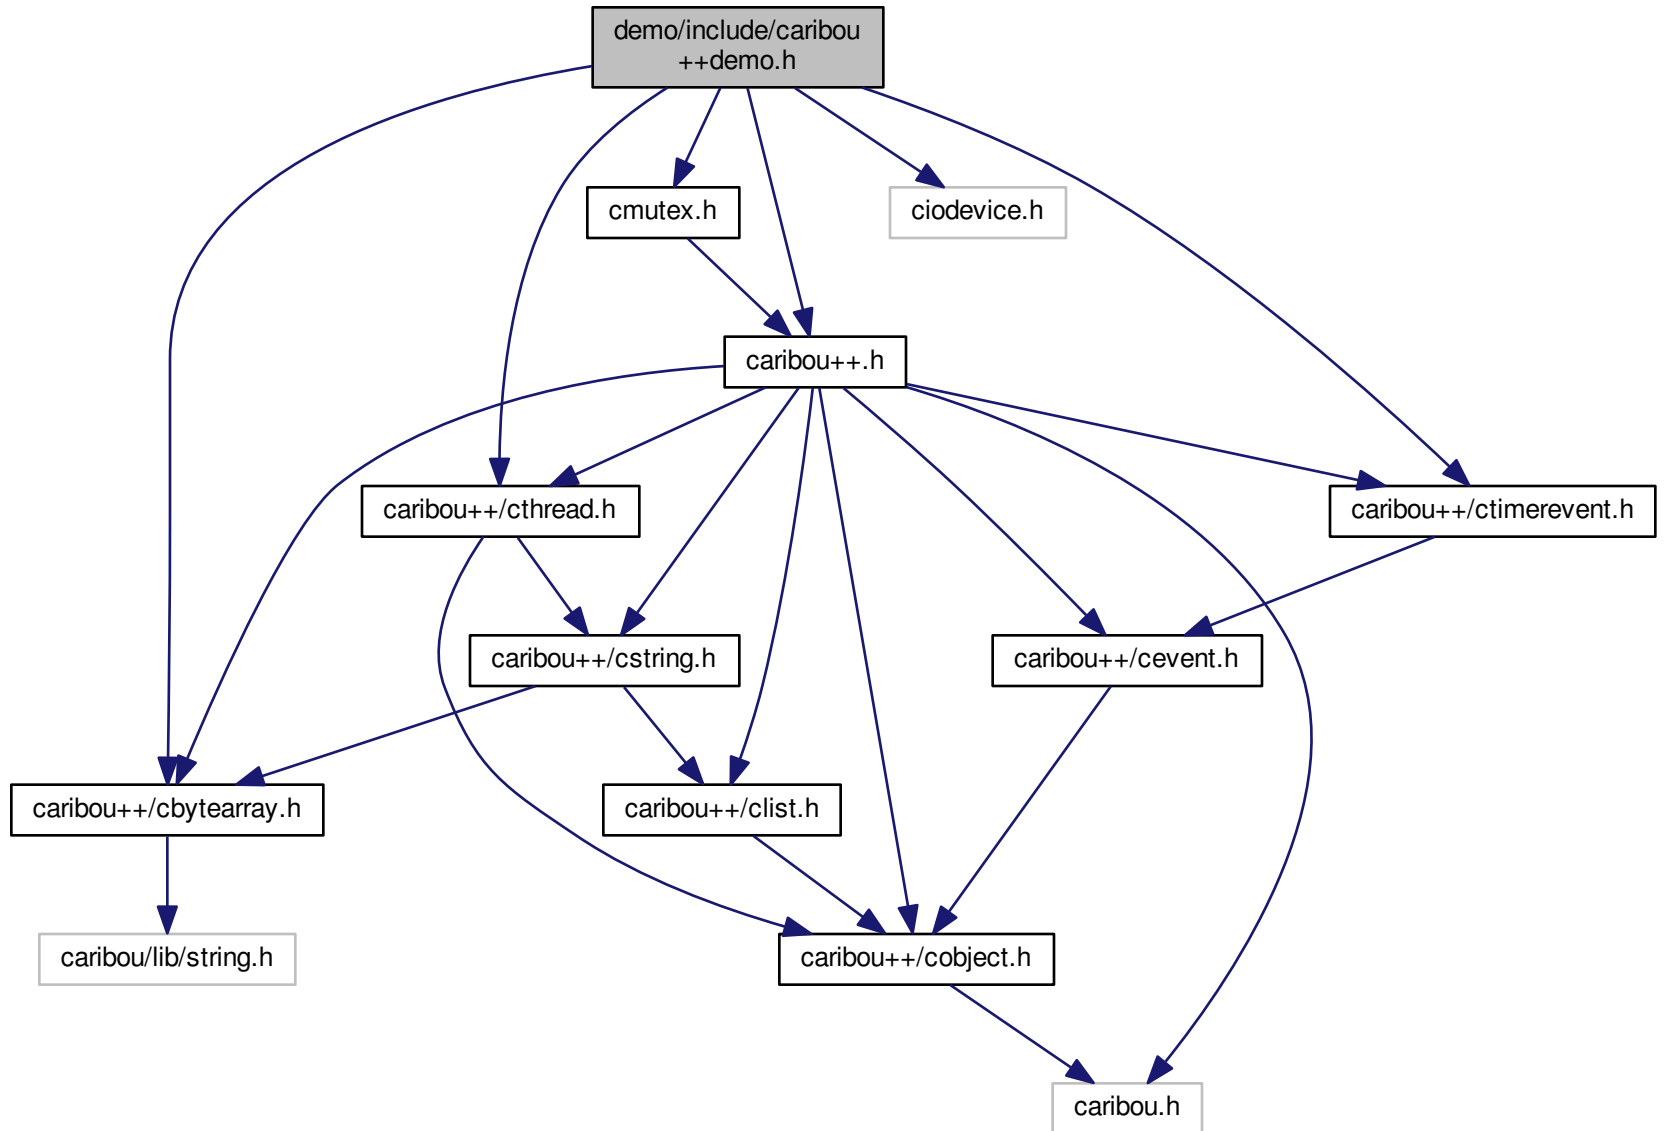 demo/include/caribou
++demo.h
cmutex.h
ciodevice.h
caribou++.h
caribou++/cthread.h
caribou++/ctimerevent.h
caribou++/cstring.h
caribou++/cevent.h
caribou++/cbytearray.h
caribou++/clist.h
caribou/lib/string.h
caribou++/cobject.h
caribou.h